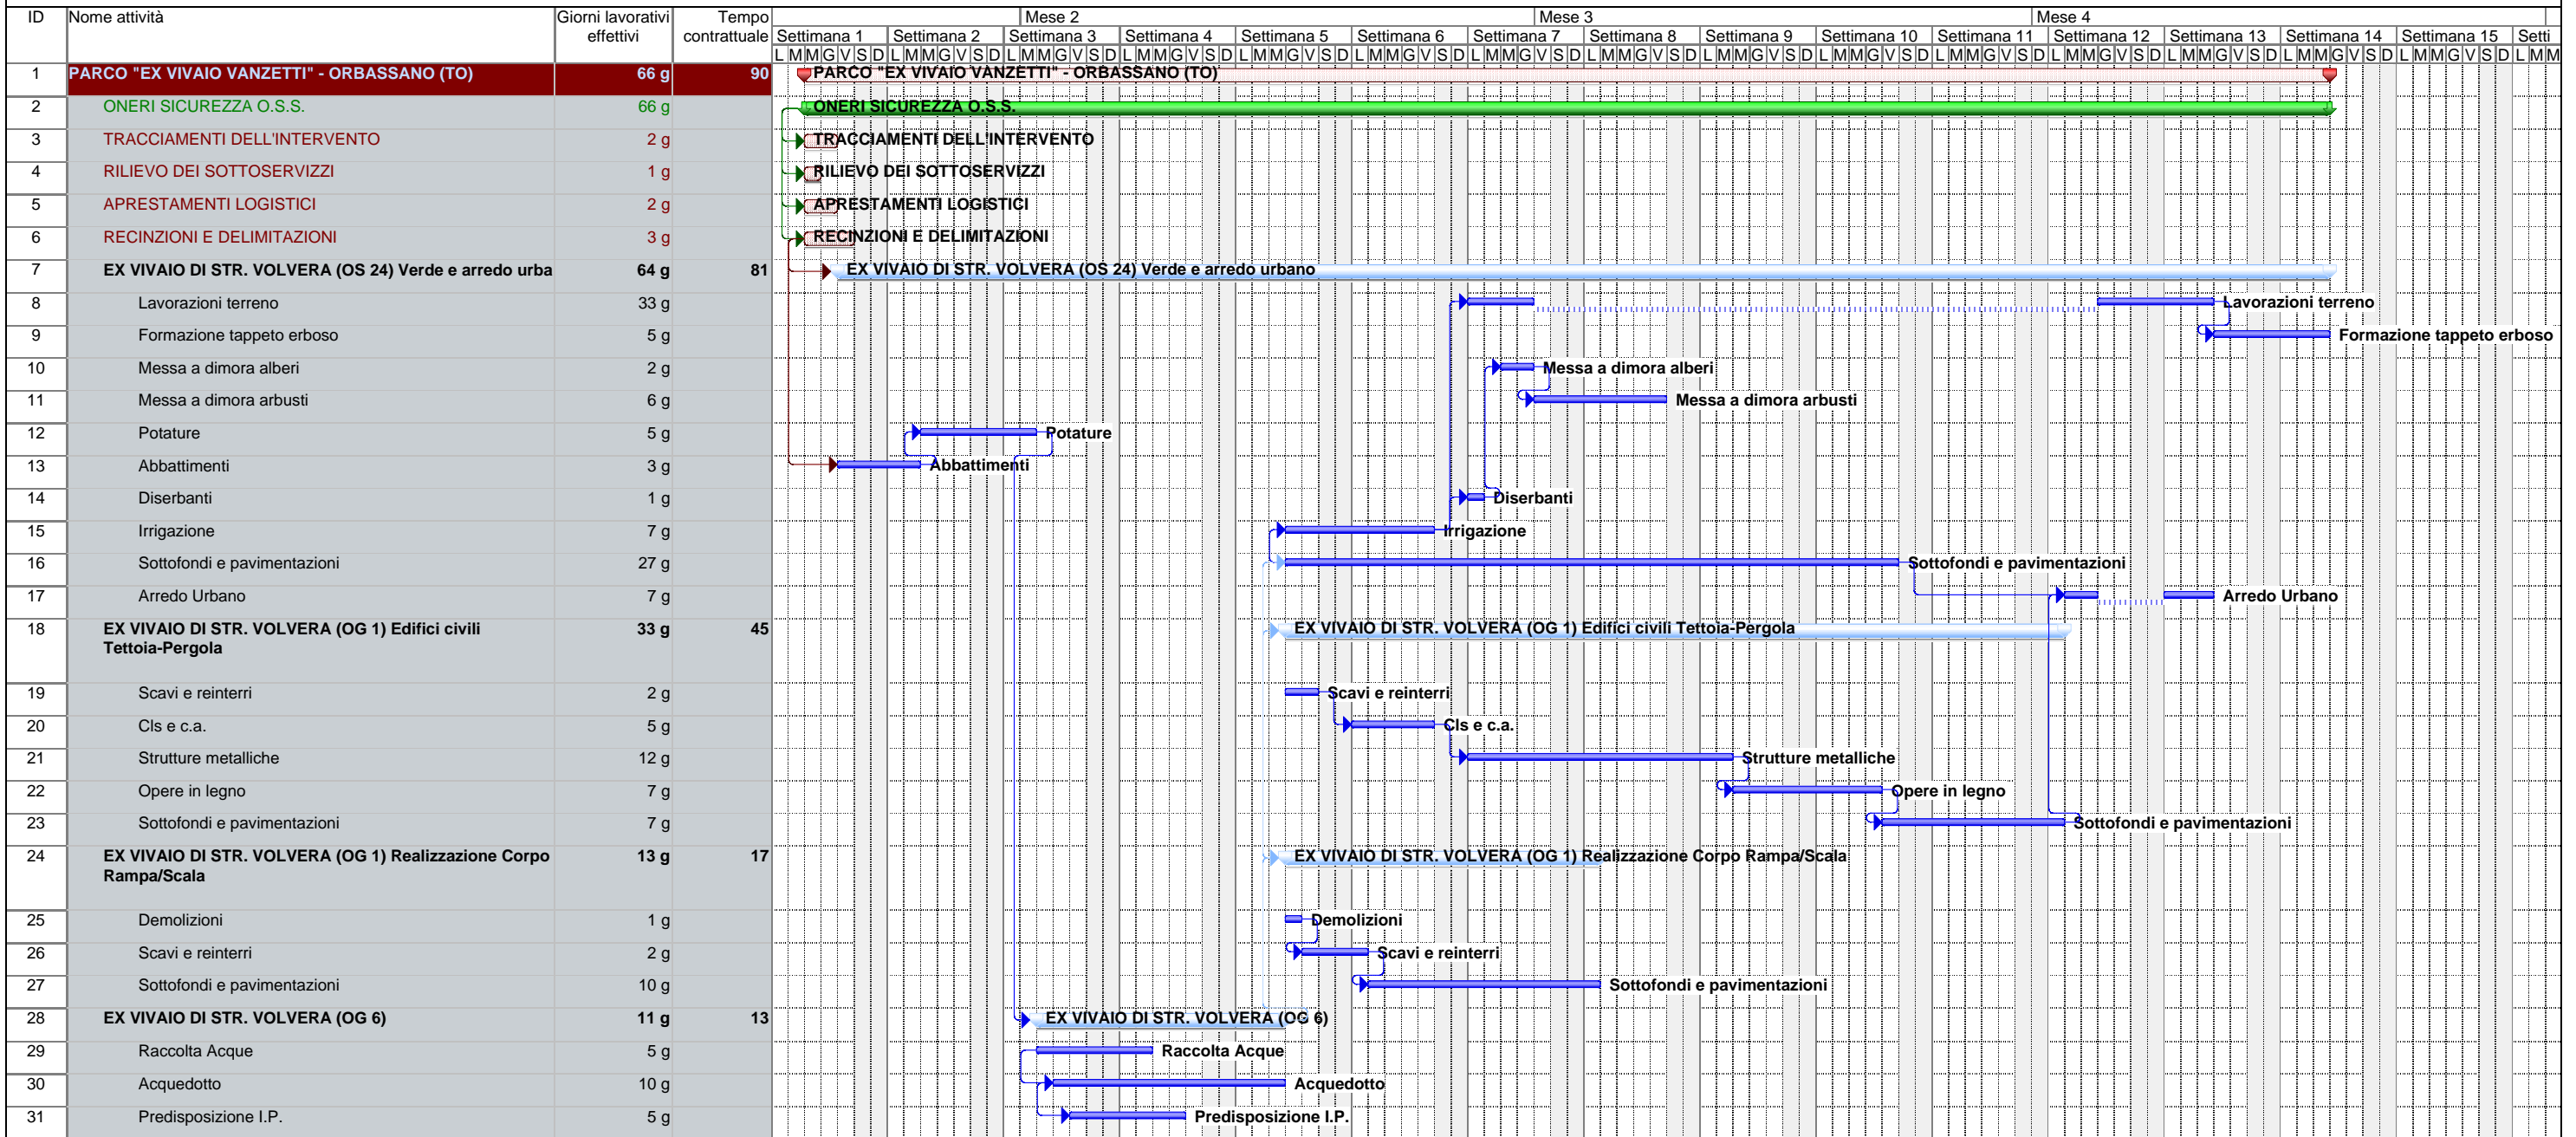 ID Nome attività Giorni lavorativi effettivi Tempo contrattuale
Mese 2 Mese 3 Mese 4
Settimana 1 Settimana 2 Settimana 3 Settimana 4 Settimana 5 Settimana 6 Settimana 7 Settimana 8 Settimana 9 Settimana 10 Settimana 11 Settimana 12 Settimana 13 Settimana 14 Settimana 15 Setti
L M M G V S D L M M G V S D L M M G V S D L M M G V S D L M M G V S D L M M G V S D L M M G V S D L M M G V S D L M M G V S D L M M G V S D L M M G V S D L M M G V S D L M M G V S D L M M G V S D L M M G V S D L M M
1 PARCO "EX VIVAIO VANZETTI" - ORBASSANO (TO) 66 g 90 PARCO "EX VIVAIO VANZETTI" - ORBASSANO (TO)
2 ONERI SICUREZZA O.S.S. 66 g ONERI SICUREZZA O.S.S.
3 TRACCIAMENTI DELL'INTERVENTO 2 g TRACCIAMENTI DELL'INTERVENTO
4 RILIEVO DEI SOTTOSERVIZZI 1 g RILIEVO DEI SOTTOSERVIZZI
5 APRESTAMENTI LOGISTICI 2 g APRESTAMENTI LOGISTICI
6 RECINZIONI E DELIMITAZIONI 3 g RECINZIONI E DELIMITAZIONI
7 EX VIVAIO DI STR. VOLVERA (OS 24) Verde e arredo urba 64 g 81 EX VIVAIO DI STR. VOLVERA (OS 24) Verde e arredo urbano
8 Lavorazioni terreno 33 g Lavorazioni terreno
9 Formazione tappeto erboso 5 g Formazione tappeto erboso
10 Messa a dimora alberi 2 g Messa a dimora alberi
11 Messa a dimora arbusti 6 g Messa a dimora arbusti
12 Potature 5 g Potature
13 Abbattimenti 3 g Abbattimenti
14 Diserbanti 1 g Diserbanti
15 Irrigazione 7 g Irrigazione
16 Sottofondi e pavimentazioni 27 g Sottofondi e pavimentazioni
17 Arredo Urbano 7 g Arredo Urbano
18 EX VIVAIO DI STR. VOLVERA (OG 1) Edifici civili 33 g 45 EX VIVAIO DI STR. VOLVERA (OG 1) Edifici civili Tettoia-Pergola
Tettoia-Pergola
19 Scavi e reinterri 2 g Scavi e reinterri
20 Cls e c.a. 5 g Cls e c.a.
21 Strutture metalliche 12 g Strutture metalliche
22 Opere in legno 7 g Opere in legno
23 Sottofondi e pavimentazioni 7 g Sottofondi e pavimentazioni
24 EX VIVAIO DI STR. VOLVERA (OG 1) Realizzazione Corpo 13 g 17 EX VIVAIO DI STR. VOLVERA (OG 1) Realizzazione Corpo Rampa/Scala
Rampa/Scala
25 Demolizioni 1 g Demolizioni
26 Scavi e reinterri 2 g Scavi e reinterri
27 Sottofondi e pavimentazioni 10 g Sottofondi e pavimentazioni
28 EX VIVAIO DI STR. VOLVERA (OG 6) 11 g 13 EX VIVAIO DI STR. VOLVERA (OG 6)
29 Raccolta Acque 5 g Raccolta Acque
30 Acquedotto 10 g Acquedotto
31 Predisposizione I.P. 5 g Predisposizione I.P.